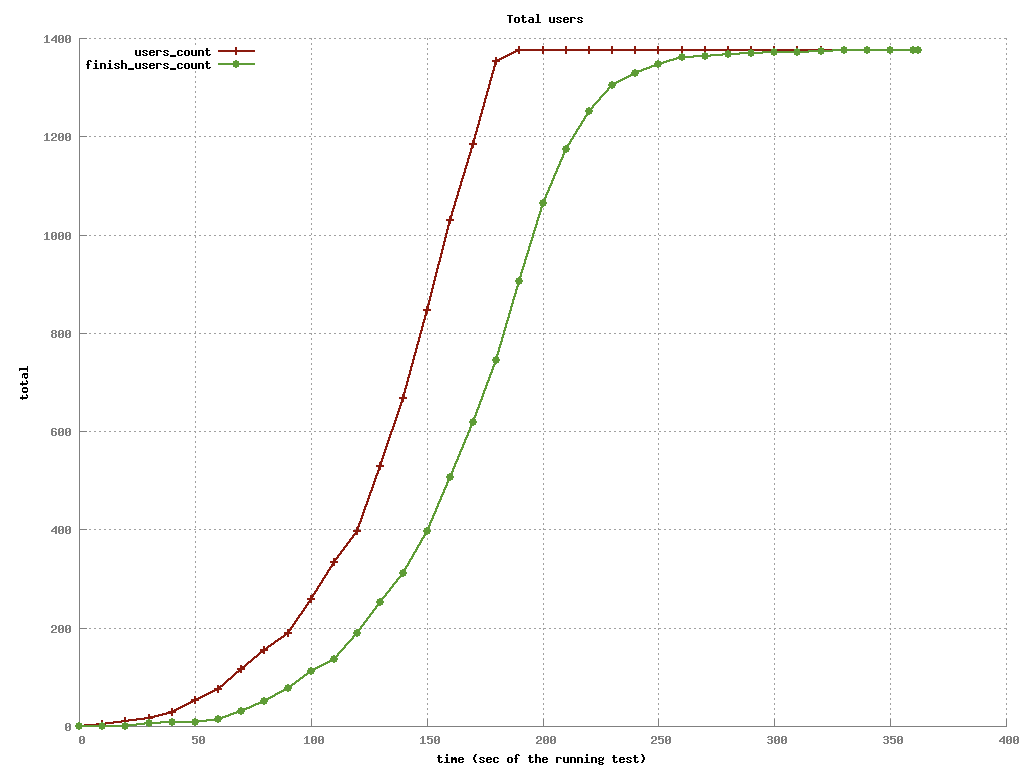 Total users
1400
users_count
finish_users_count
1200
1000
800
total
600
400
200
0
0 50 100 150 200 250 300 350 400
time (sec of the running test)